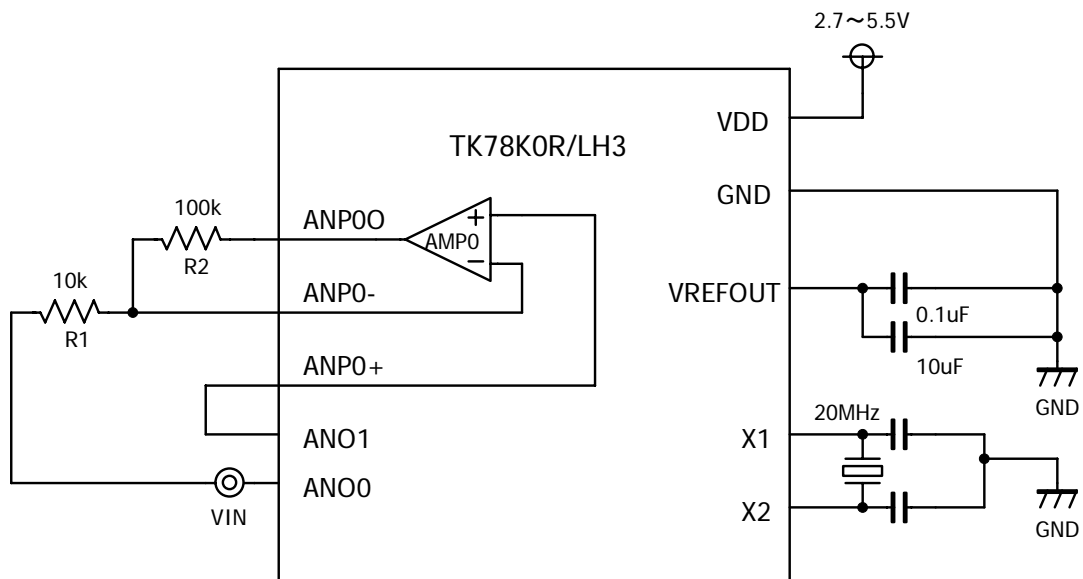 2.7～5.5V
VDD
TK78K0R/LH3
GND
100k
ANP0O
AMP0
+
−
R2
10k
ANP0-
VREFOUT
R1
0.1uF
ANP0+
10uF
GND
20MHz
ANO1
X1
ANO0
VIN
X2
GND